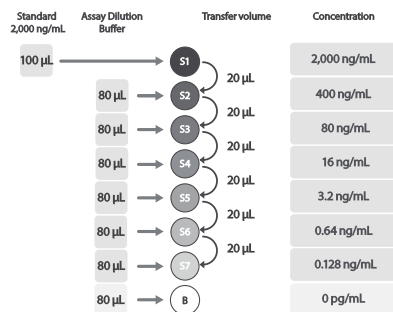 Standard
2,000 ng/mL
Assay Dilution
Buffer
Transfer volume
Concentration
100 µL
S1
2,000 ng/mL
20 µL
80 µL
S2
400 ng/mL
20 µL
80 µL
S3
80 ng/mL
20 µL
80 µL
S4
16 ng/mL
20 µL
80 µL
S5
3.2 ng/mL
20 µL
80 µL
S6
0.64 ng/mL
20 µL
80 µL
S7
0.128 ng/mL
80 µL
B
0 pg/mL